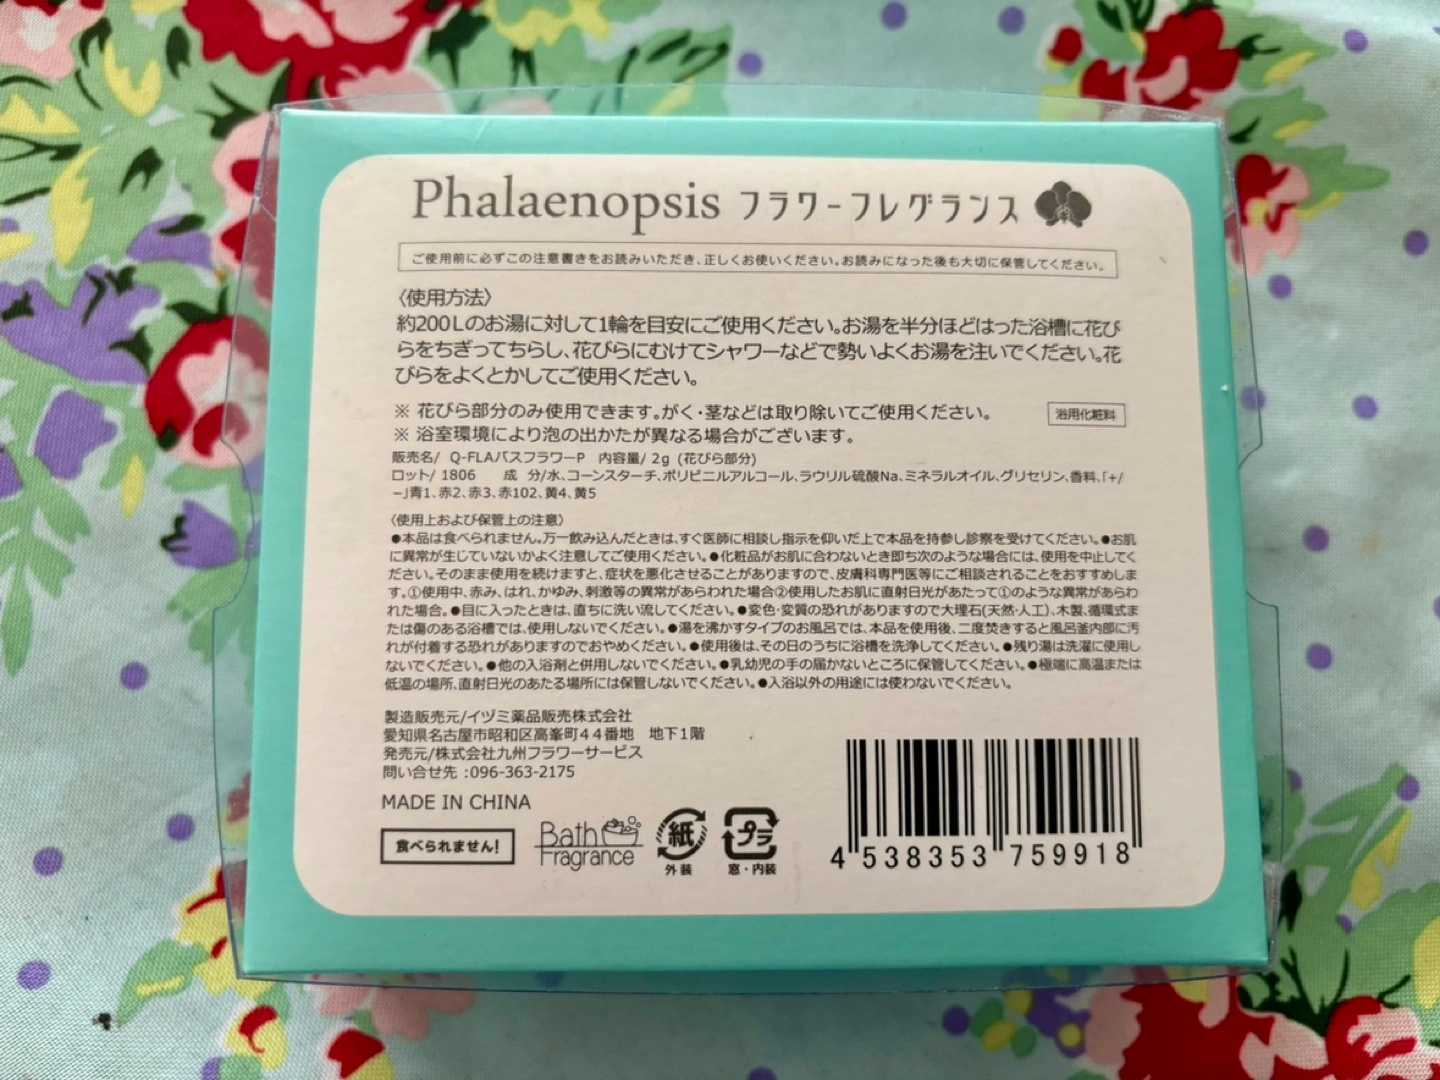 Phalaenopsis フラワーフレグランス
ご使用前に必ずこの注意書きをお読みいただき、正しくお使いください。お読みになった後も大切に保管してください。
〈使用方法〉
約200Lのお湯に対して1輪を目安にご使用ください。お湯を半分ほどはった浴槽に花び
らをちぎってちらし、花びらにむけてシャワーなどで勢いよくお湯を注いでください。花
びらをよくとかしてご使用ください。
※ 花びら部分のみ使用できます。がく・茎などは取り除いてご使用ください。
浴用化粧料
※ 浴室環境により泡の出かたが異なる場合がございます。
販売名/ Q-FLAバスフラワーP 内容量/ 2g (花びら部分)
ロット/ 1806 成 分/水、コーンスターチ、ポリビニルアルコール、ラウリル硫酸Na、ミネラルオイル、グリセリン、香料、「+/
−」青1、赤2、赤3、赤102、黄4、黄5
〈使用上および保管上の注意〉
●本品は食べられません。万一飲み込んだときは、すぐ医師に相談し指示を仰いだ上で本品を持参し診察を受けてください。●お肌
に異常が生じていないかよく注意してご使用ください。●化粧品がお肌に合わないとき即ち次のような場合には、使用を中止してく
ださい。そのまま使用を続けますと、症状を悪化させることがありますので、皮膚科専門医等にご相談されることをおすすめしま
す。①使用中、赤み、はれ、かゆみ、刺激等の異常があらわれた場合②使用したお肌に直射日光があたって①のような異常があらわ
れた場合。●目に入ったときは、直ちに洗い流してください。●変色・変質の恐れがありますので大理石(天然・人工)、木製、循環式ま
たは傷のある浴槽では、使用しないでください。●湯を沸かすタイプのお風呂では、本品を使用後、二度焚きすると風呂釜内部に汚
れが付着する恐れがありますのでおやめください。●使用後は、その日のうちに浴槽を洗浄してください。●残り湯は洗濯に使用し
ないでください。●他の入浴剤と併用しないでください。●乳幼児の手の届かないところに保管してください。●極端に高温または
低温の場所、直射日光のあたる場所には保管しないでください。●入浴以外の用途には使わないでください。
製造販売元/イヅミ薬品販売株式会社
愛知県名古屋市昭和区高峯町44番地 地下1階
発売元/株式会社九州フラワーサービス
問い合せ先 :096-363-2175
MADE IN CHINA
食べられません!
Bath
Fragrance
紙
外装
プラ
窓・内装
4 538353 759918